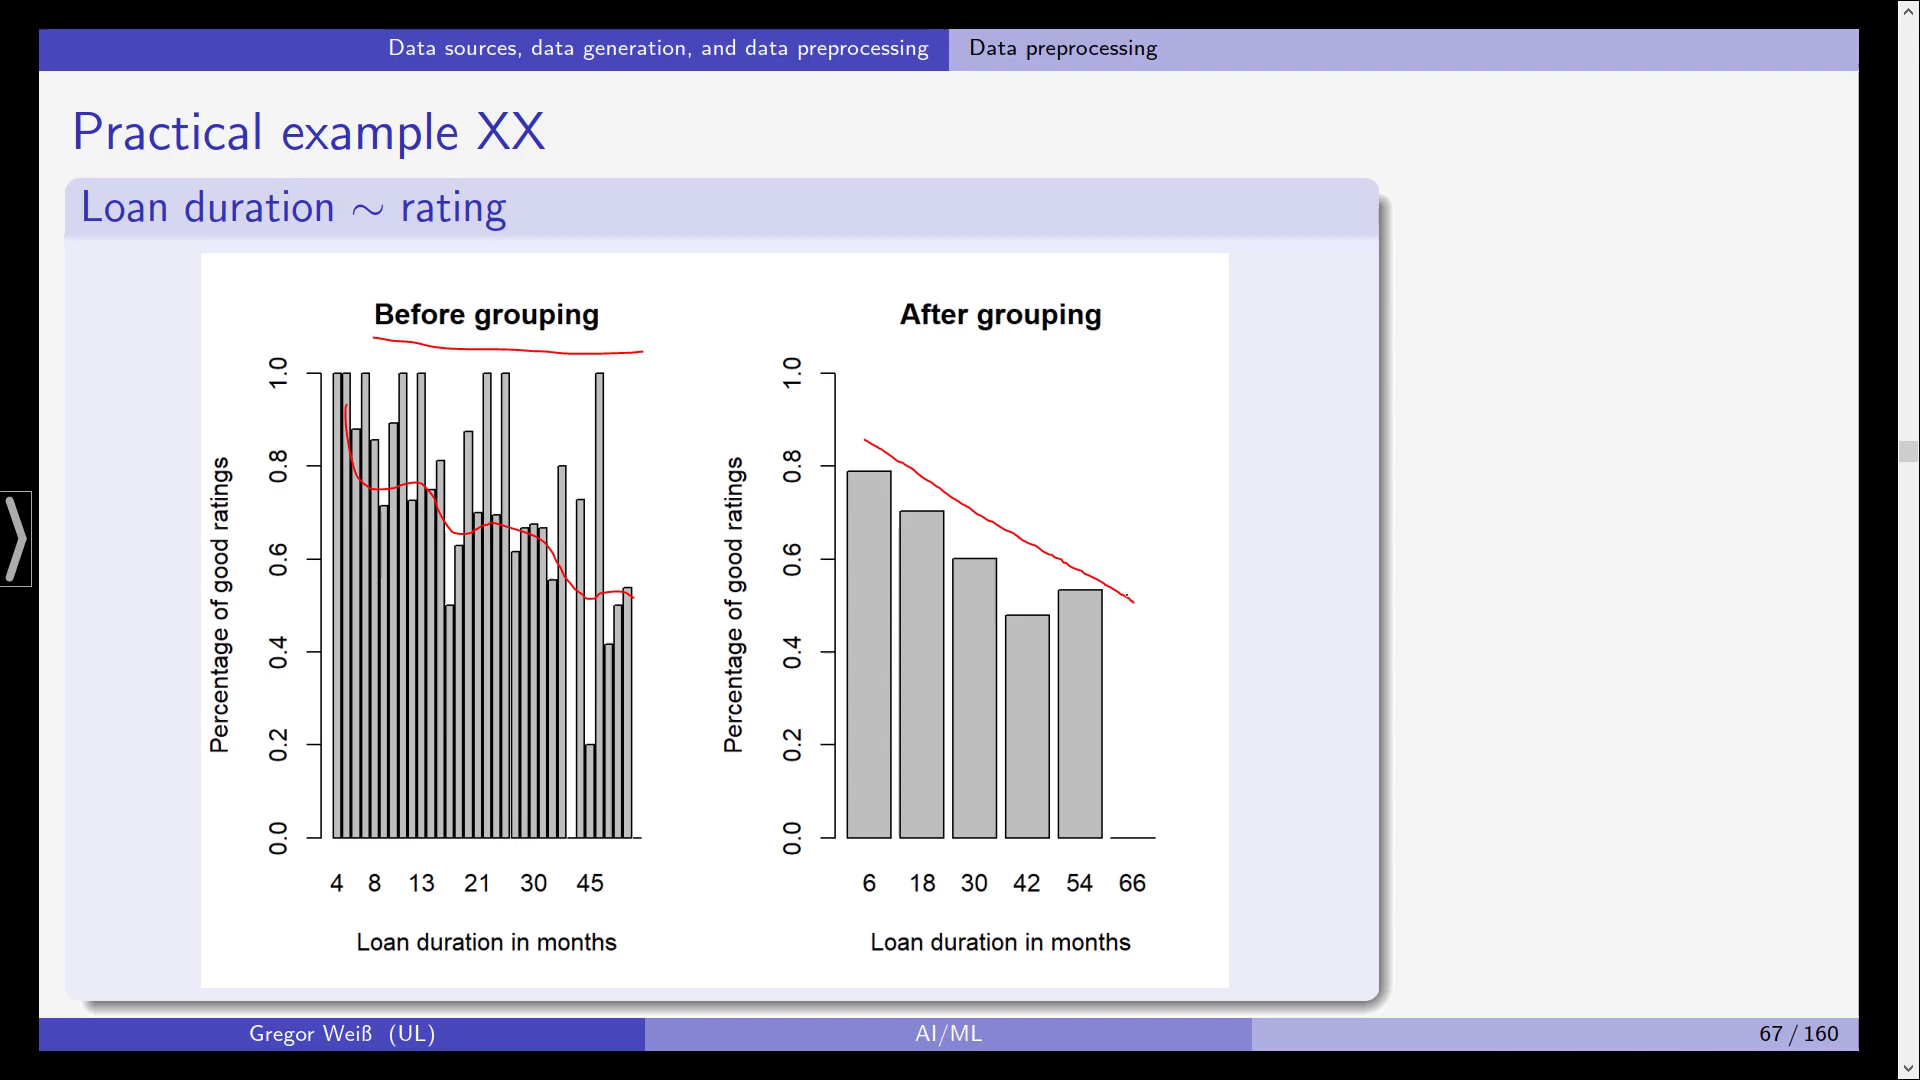 Data sources, data generation, and data preprocessing Data preprocessing
Practical example XX
Loan duration ∼ rating
Before grouping
Percentage of good ratings
1.0
0.8
0.6
0.4
0.2
0.0
4 8 13 21 30 45
Loan duration in months
After grouping
Percentage of good ratings
1.0
0.8
0.6
0.4
0.2
0.0
6 18 30 42 54 66
Loan duration in months
Gregor Weiß (UL) AI/ML 67 / 160